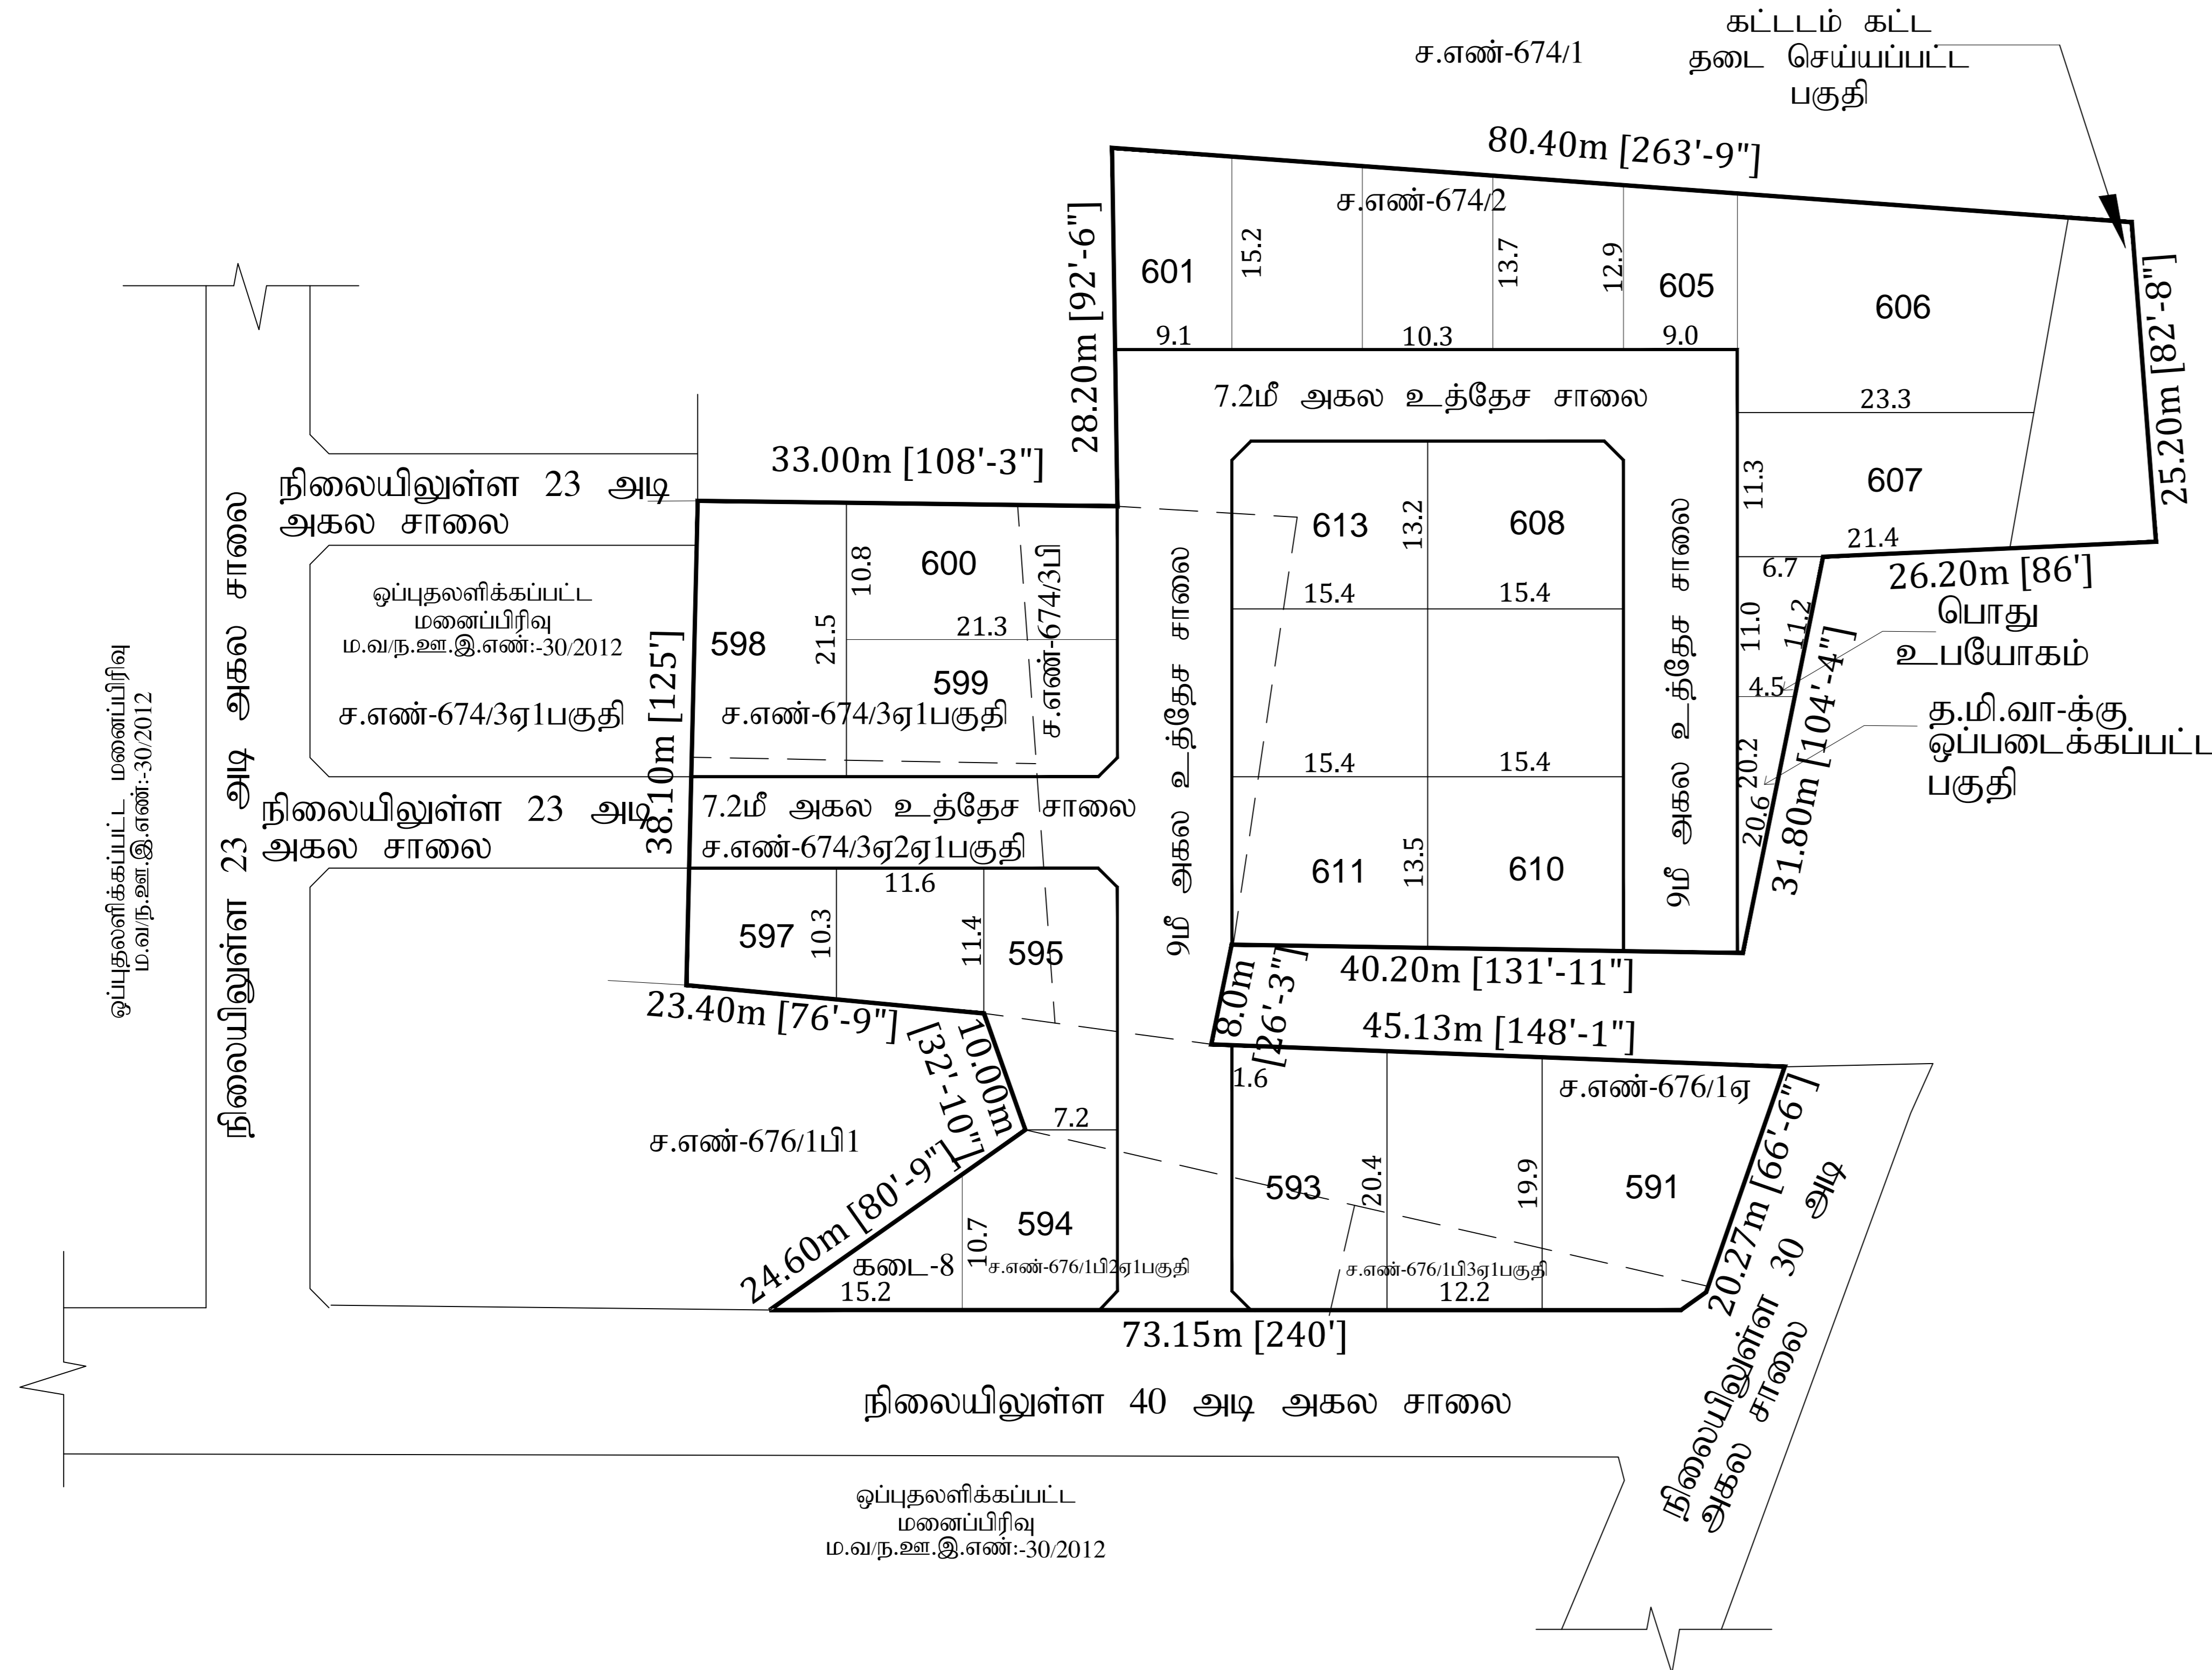 கட்டடம் கட்ட
தடை செய்யப்பட்ட
பகுதி
ச.எண்-674/1
80.40m [263'-9"]
ச.எண்-674/2
28.20m [92'-6"]
601
15.2
13.7
12.9
605
606
9.1
10.3
9.0
25.20m [82'-8"]
7.2மீ அகல உத்தேச சாலை
23.3
33.00m [108'-3"]
நிலையிலுள்ள 23 அடி
அகல சாலை
607
11.3
21.4
613
13.2
608
600
10.8
6.7
26.20m [86']
ஒப்புதலளிக்கப்பட்ட
மனைப்பிரிவு
ம.வ/ந.ஊ.இ.எண்:-30/2012
15.4
15.4
பொது
உபயோகம்
11.0
11.2
598
21.5
21.3
ச.எண்-674/3பி
599
4.5
ச.எண்-674/3ஏ1பகுதி
ச.எண்-674/3ஏ1பகுதி
த.மி.வா-க்கு
ஒப்படைக்கப்பட்ட
பகுதி
38.10m [125']
9மீ அகல உத்தேச சாலை
9மீ அகல உத்தேச சாலை
15.4
15.4
20.2
20.6
31.80m [104'-4"]
நிலையிலுள்ள 23 அடி அகல சாலை
ஒப்புதலளிக்கப்பட்ட மனைப்பிரிவு
ம.வ/ந.ஊ.இ.எண்:-30/2012
நிலையிலுள்ள 23 அடி
அகல சாலை
7.2மீ அகல உத்தேச சாலை
ச.எண்-674/3ஏ2ஏ1பகுதி
11.6
611
13.5
610
597
10.3
11.4
595
40.20m [131'-11"]
23.40m [76'-9"]
8.0m
[26'-3"]
45.13m [148'-1"]
10.00m
[32'-10"]
1.6
ச.எண்-676/1ஏ
7.2
ச.எண்-676/1பி1
593
20.4
19.9
591
20.27m [66'-6"]
24.60m [80'-9"]
594
10.7
கடை-8
ச.எண்-676/1பி2ஏ1பகுதி
ச.எண்-676/1பி3ஏ1பகுதி
15.2
12.2
73.15m [240']
நிலையிலுள்ள 30 அடி
அகல சாலை
நிலையிலுள்ள 40 அடி அகல சாலை
ஒப்புதலளிக்கப்பட்ட
மனைப்பிரிவு
ம.வ/ந.ஊ.இ.எண்:-30/2012